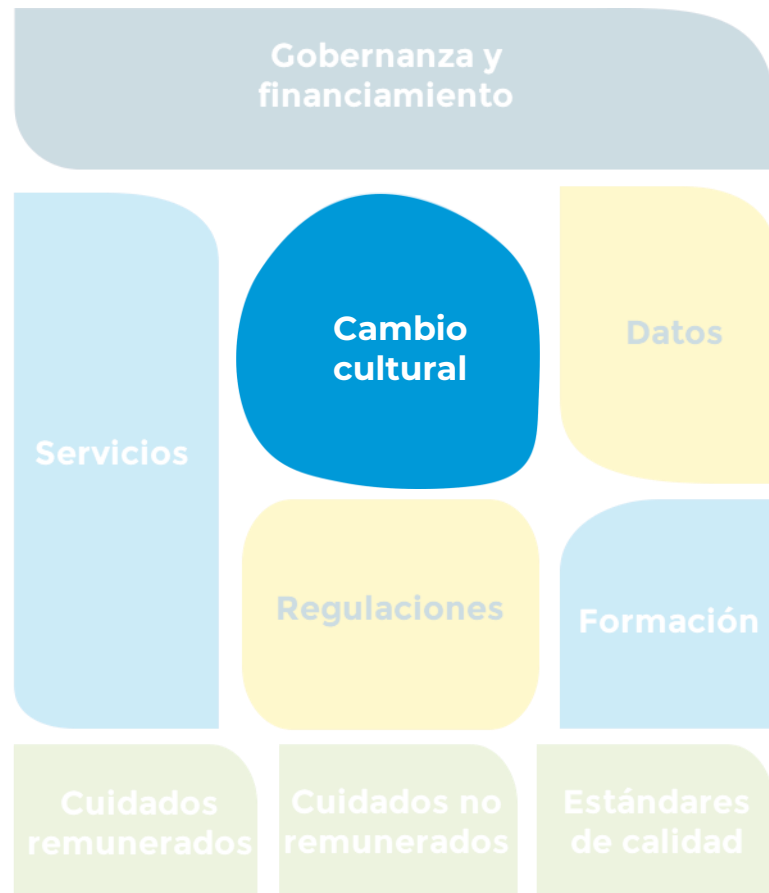 Gobernanza y
financiamiento
Cambio
cultural
Datos
Servicios
Regulaciones
Formación
Cuidados
remunerados
Cuidados no
remunerados
Estándares
de calidad